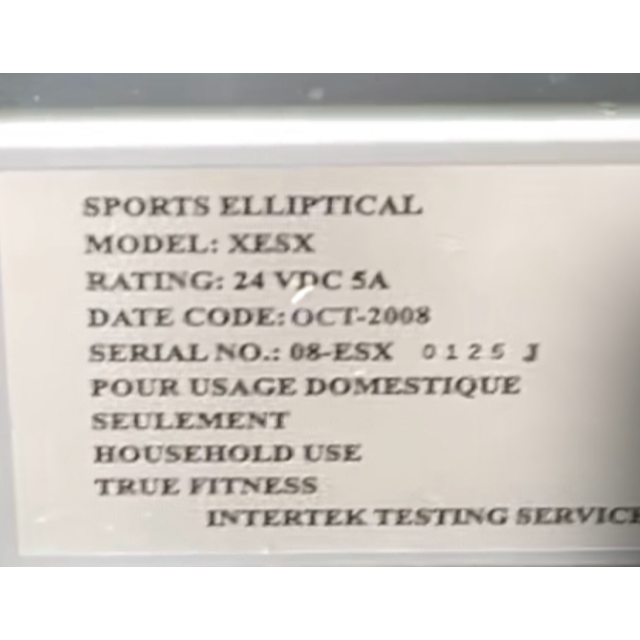 SPORTS ELLIPTICAL
MODEL: XESX
RATING: 24 VDC 5A
DATE CODE: OCT-2008
SERIAL NO.: 08-ESX 0125 J
POUR USAGE DOMESTIQUE
SEULEMENT
HOUSEHOLD USE
TRUE FITNESS
INTERTEK TESTING SERVICE